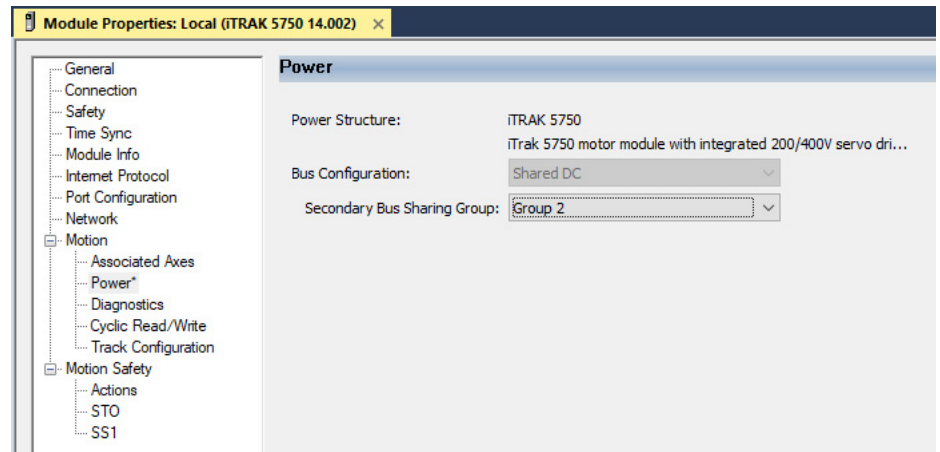 Module Properties: Local (iTRAK 5750 14.002) ×
General
Connection
Safety
Time Sync
Module Info
Internet Protocol
Port Configuration
Network
Motion
Associated Axes
Power*
Diagnostics
Cyclic Read/Write
Track Configuration
Motion Safety
Actions
STO
SS1
Power
Power Structure: iTRAK 5750
iTrak 5750 motor module with integrated 200/400V servo dri...
Bus Configuration: Shared DC
Secondary Bus Sharing Group: Group 2